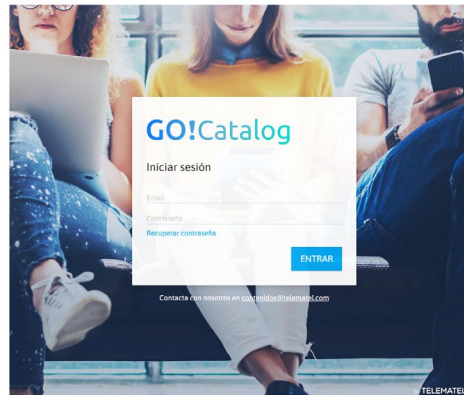 GO!Catalog
Iniciar sesión
Email
Contraseña
Recuperar contraseña
ENTRAR
Contacta con nosotros en contenidos@telematel.com
TELEMATEL